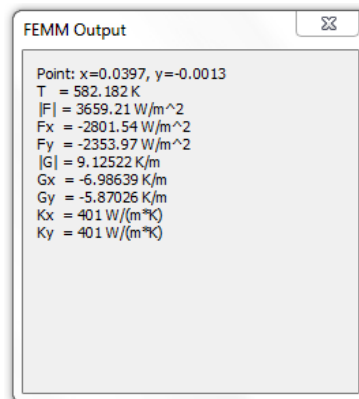 FEMM Output
Point: x=0.0397, y=-0.0013
T = 582.182 K
|F| = 3659.21 W/m^2
Fx = -2801.54 W/m^2
Fy = -2353.97 W/m^2
|G| = 9.12522 K/m
Gx = -6.98639 K/m
Gy = -5.87026 K/m
Kx = 401 W/(m*K)
Ky = 401 W/(m*K)